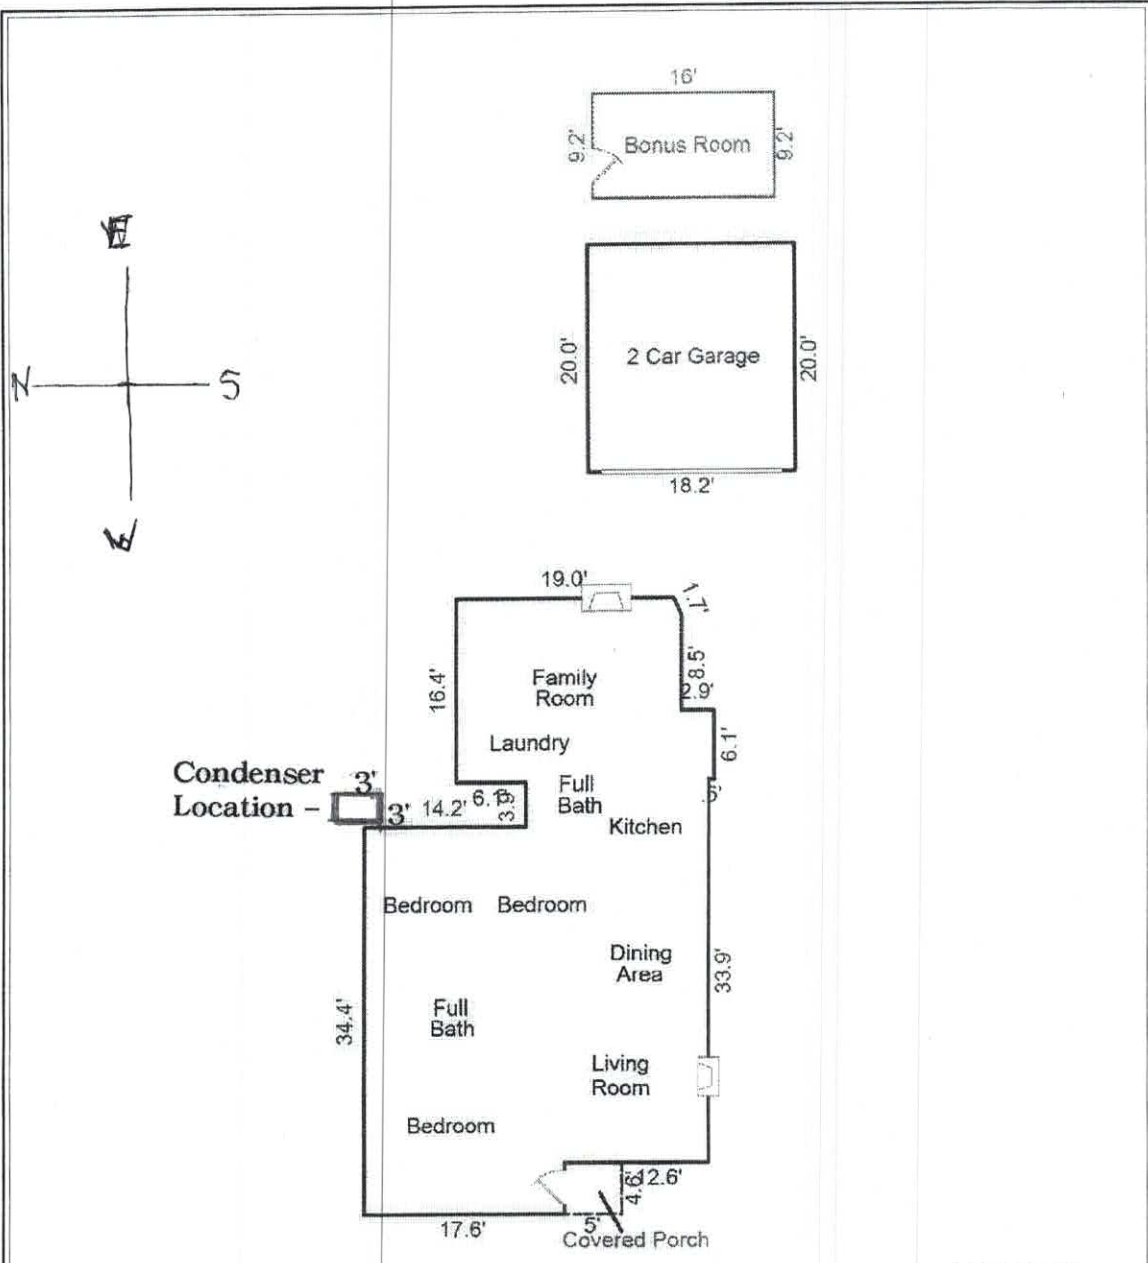 16'
9.2'
Bonus Room
9.2'
N
S
20.0'
2 Car Garage
20.0'
18.2'
19.0'
1.7'
16.4'
Family
Room
8.5'
2.9'
6.1'
Laundry
Condenser
Location –
3'
3'
14.2'
3.9'
Full
Bath
Kitchen
Bedroom
Bedroom
Dining
Area
33.9'
34.4'
Full
Bath
Living
Room
Bedroom
4.6'
12.6'
17.6'
5'
Covered Porch